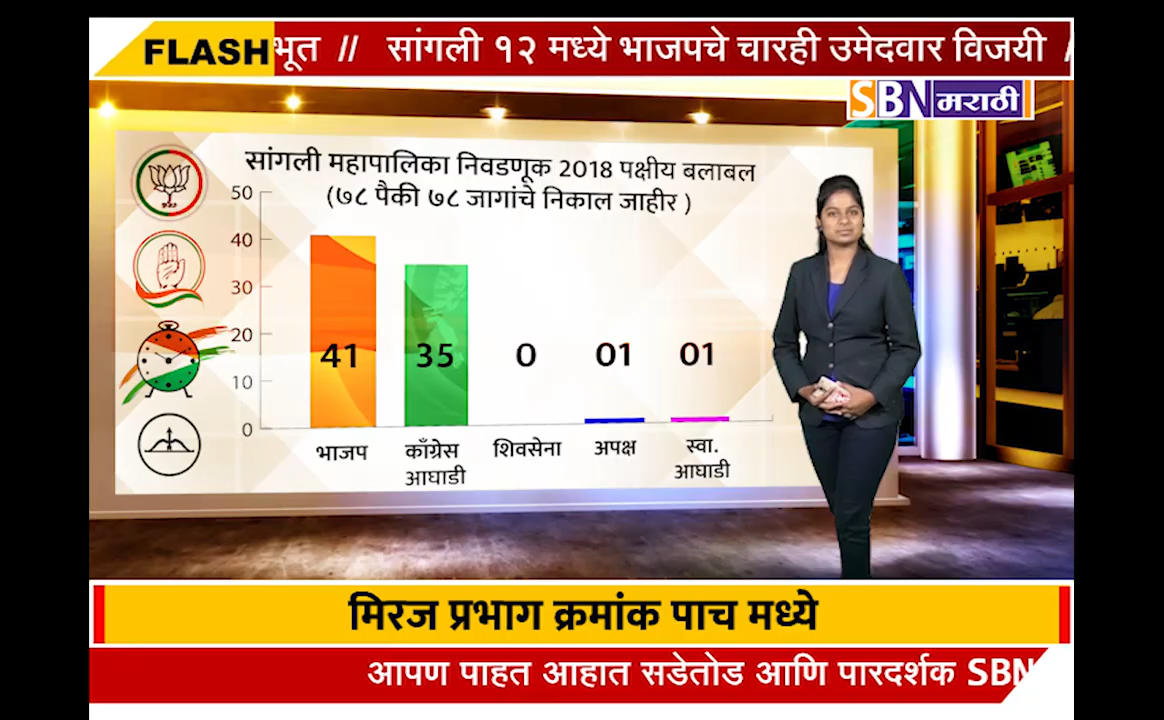 FLASH
भूत // सांगली १२ मध्ये भाजपचे चारही उमेदवार विजयी /
SBN मराठी
सांगली महापालिका निवडणूक 2018 पक्षीय बलाबल
(७८ पैकी ७८ जागांचे निकाल जाहीर )
50
40
30
20
10
0
41 35 0 01 01
भाजप काँग्रेस आघाडी शिवसेना अपक्ष स्वा. आघाडी
मिरज प्रभाग क्रमांक पाच मध्ये
आपण पाहत आहात सडेतोड आणि पारदर्शक SBN